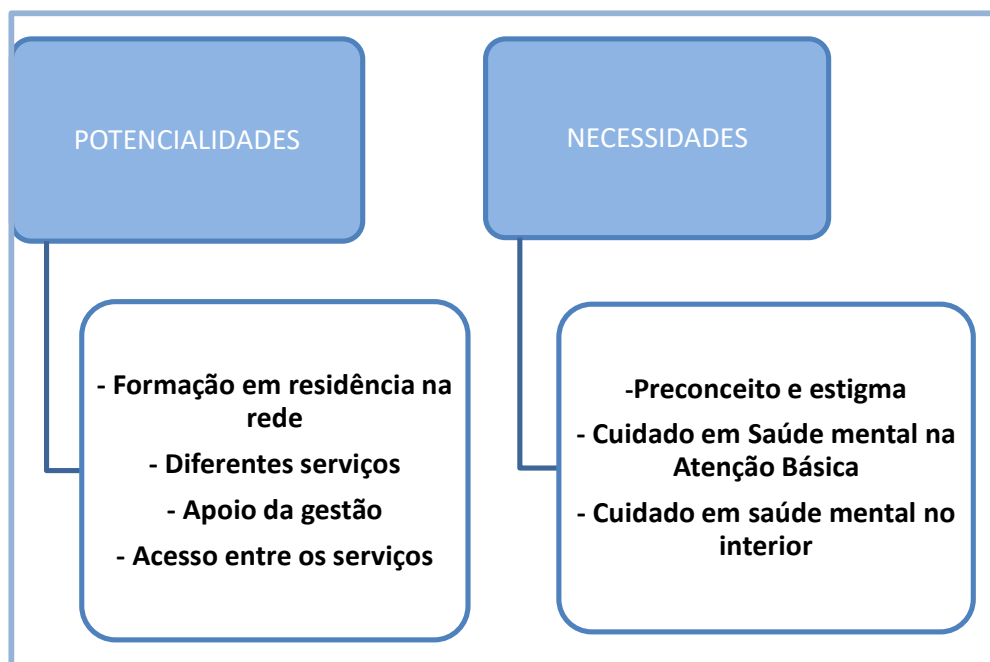 POTENCIALIDADES
- Formação em residência na
rede
- Diferentes serviços
- Apoio da gestão
- Acesso entre os serviços
NECESSIDADES
-Preconceito e estigma
- Cuidado em Saúde mental na
Atenção Básica
- Cuidado em saúde mental no
interior